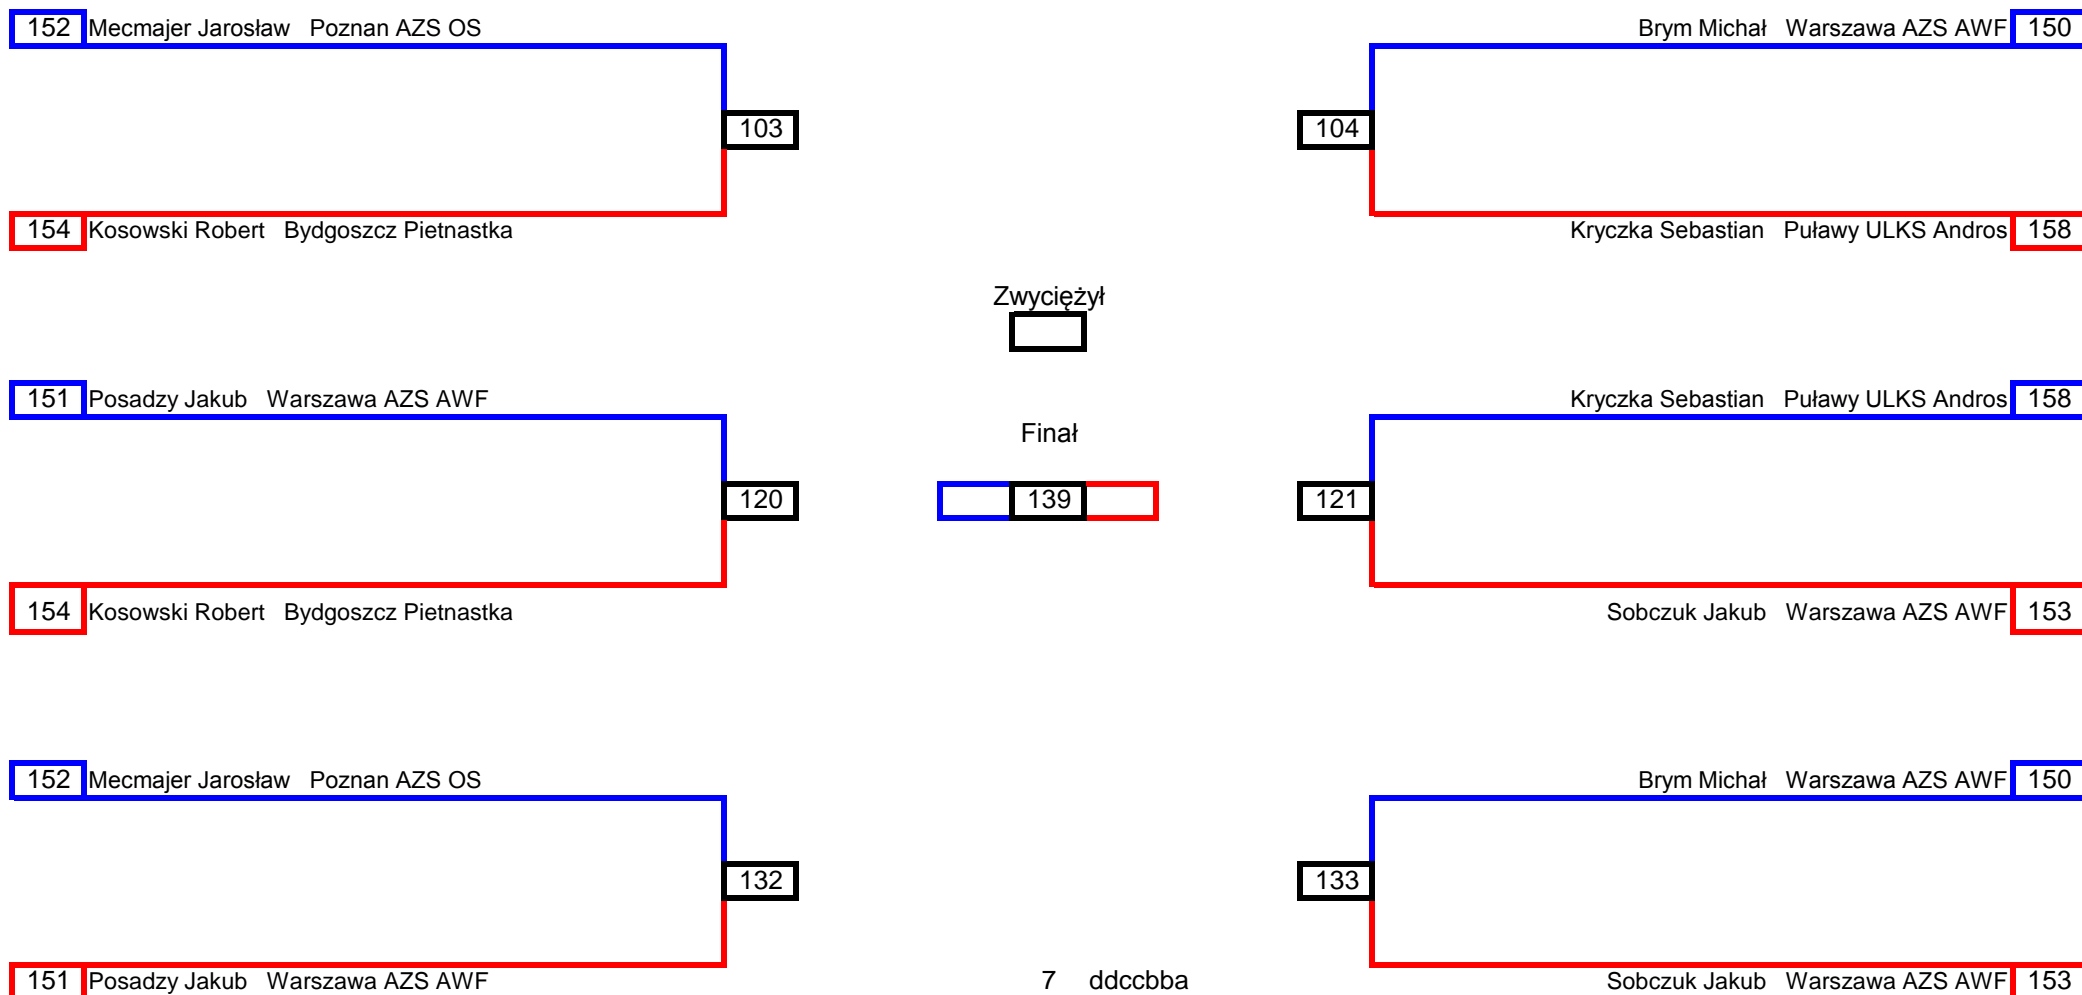 152 Mecmajer Jarosław Poznan AZS OS Brym Michał Warszawa AZS AWF 150
103 104
154 Kosowski Robert Bydgoszcz Pietnastka Kryczka Sebastian Puławy ULKS Andros 158
Zwyciężył
151 Posadzy Jakub Warszawa AZS AWF Kryczka Sebastian Puławy ULKS Andros 158
Finał
120 139 121
154 Kosowski Robert Bydgoszcz Pietnastka Sobczuk Jakub Warszawa AZS AWF 153
152 Mecmajer Jarosław Poznan AZS OS Brym Michał Warszawa AZS AWF 150
132 133
151 Posadzy Jakub Warszawa AZS AWF 7 ddccbba Sobczuk Jakub Warszawa AZS AWF 153